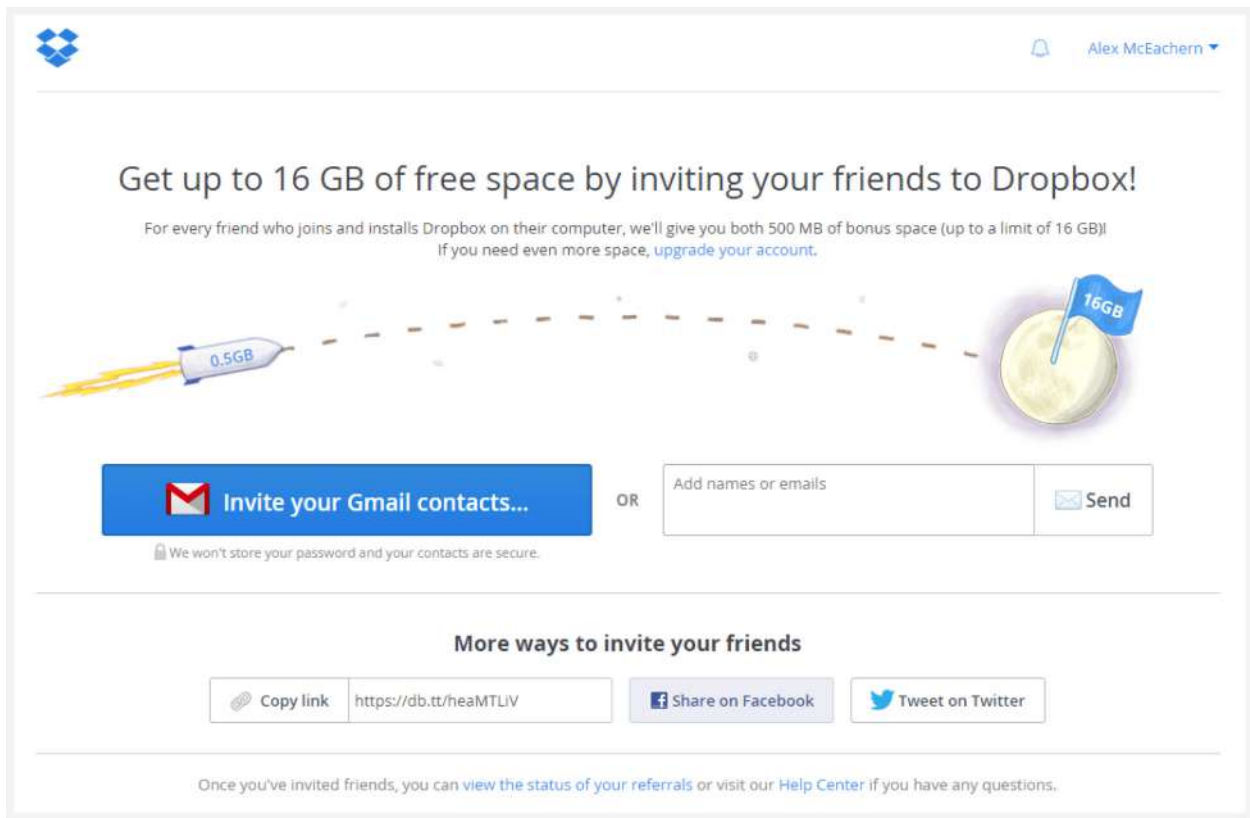 Alex McEachern
Get up to 16 GB of free space by inviting your friends to Dropbox!
For every friend who joins and installs Dropbox on their computer, we'll give you both 500 MB of bonus space (up to a limit of 16 GB)!
If you need even more space, upgrade your account.
16GB
0.5GB
Invite your Gmail contacts...
OR
Add names or emails
Send
We won't store your password and your contacts are secure.
More ways to invite your friends
Copy link
https://db.tt/heaMTLiV
Share on Facebook
Tweet on Twitter
Once you've invited friends, you can view the status of your referrals or visit our Help Center if you have any questions.